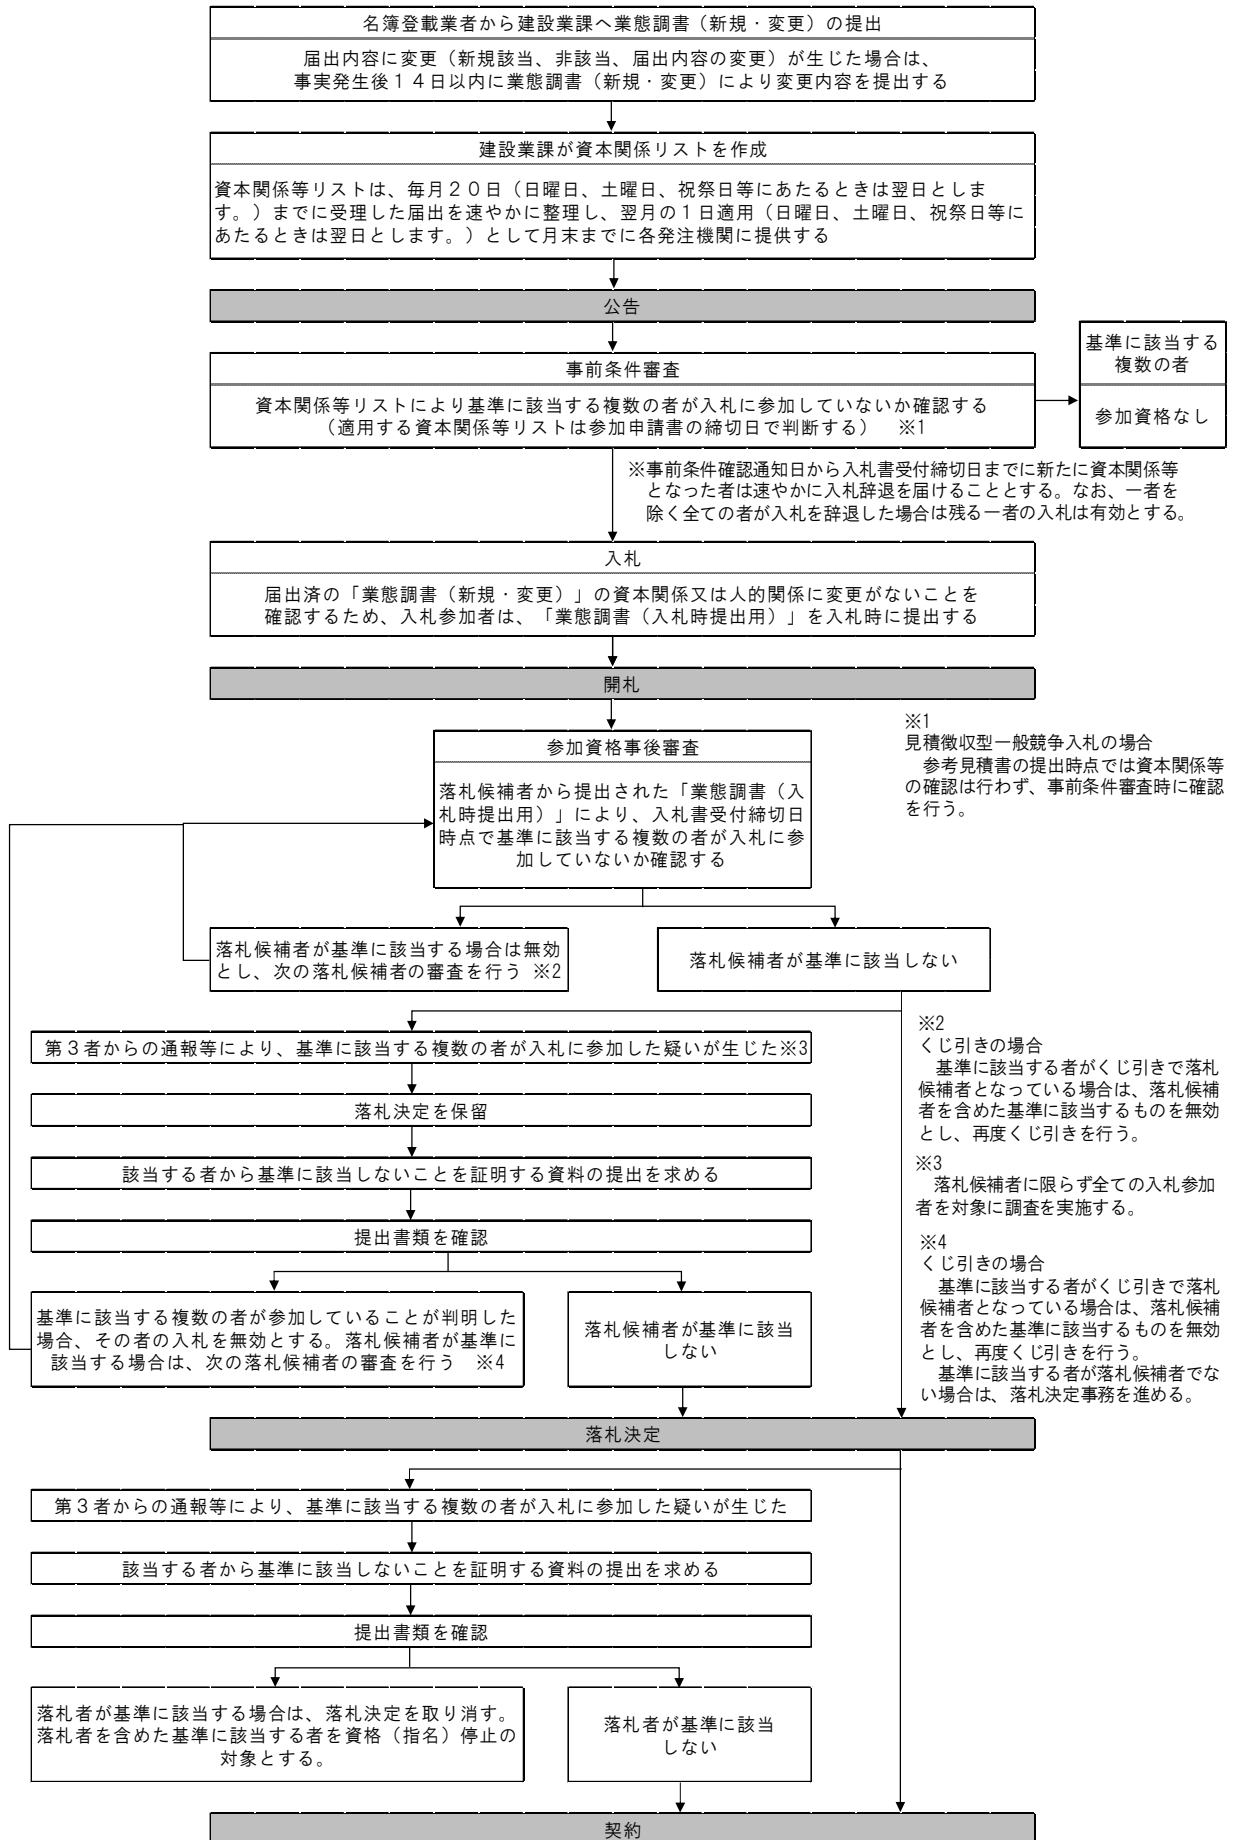 名簿登載業者から建設業課へ業態調書（新規・変更）の提出
届出内容に変更（新規該当、非該当、届出内容の変更）が生じた場合は、
事実発生後１４日以内に業態調書（新規・変更）により変更内容を提出する
建設業課が資本関係リストを作成
資本関係等リストは、毎月２０日（日曜日、土曜日、祝祭日等にあたるときは翌日としま
す。）までに受理した届出を速やかに整理し、翌月の１日適用（日曜日、土曜日、祝祭日等に
あたるときは翌日とします。）として月末までに各発注機関に提供する
公告
事前条件審査
資本関係等リストにより基準に該当する複数の者が入札に参加していないか確認する
（適用する資本関係等リストは参加申請書の締切日で判断する）　※1
基準に該当する
複数の者
参加資格なし
※事前条件確認通知日から入札書受付締切日までに新たに資本関係等
となった者は速やかに入札辞退を届けることとする。なお、一者を
除く全ての者が入札を辞退した場合は残る一者の入札は有効とする。
入札
届出済の「業態調書（新規・変更）」の資本関係又は人的関係に変更がないことを
確認するため、入札参加者は、「業態調書（入札時提出用）」を入札時に提出する
開札
※1
見積徴収型一般競争入札の場合
　参考見積書の提出時点では資本関係等
の確認は行わず、事前条件審査時に確認
を行う。
参加資格事後審査
落札候補者から提出された「業態調書（入
札時提出用）」により、入札書受付締切日
時点で基準に該当する複数の者が入札に参
加していないか確認する
落札候補者が基準に該当する場合は無効
とし、次の落札候補者の審査を行う ※2
落札候補者が基準に該当しない
第３者からの通報等により、基準に該当する複数の者が入札に参加した疑いが生じた※3
落札決定を保留
該当する者から基準に該当しないことを証明する資料の提出を求める
提出書類を確認
基準に該当する複数の者が参加していることが判明した
場合、その者の入札を無効とする。落札候補者が基準に
該当する場合は、次の落札候補者の審査を行う　※4
落札候補者が基準に該当
しない
※2
くじ引きの場合
　基準に該当する者がくじ引きで落札
候補者となっている場合は、落札候補
者を含めた基準に該当するものを無効
とし、再度くじ引きを行う。
※3
　落札候補者に限らず全ての入札参加
者を対象に調査を実施する。
※4
くじ引きの場合
　基準に該当する者がくじ引きで落札
候補者となっている場合は、落札候補
者を含めた基準に該当するものを無効
とし、再度くじ引きを行う。
　基準に該当する者が落札候補者でな
い場合は、落札決定事務を進める。
落札決定
第３者からの通報等により、基準に該当する複数の者が入札に参加した疑いが生じた
該当する者から基準に該当しないことを証明する資料の提出を求める
提出書類を確認
落札者が基準に該当する場合は、落札決定を取り消す。
落札者を含めた基準に該当する者を資格（指名）停止の
対象とする。
落札者が基準に該当
しない
契約